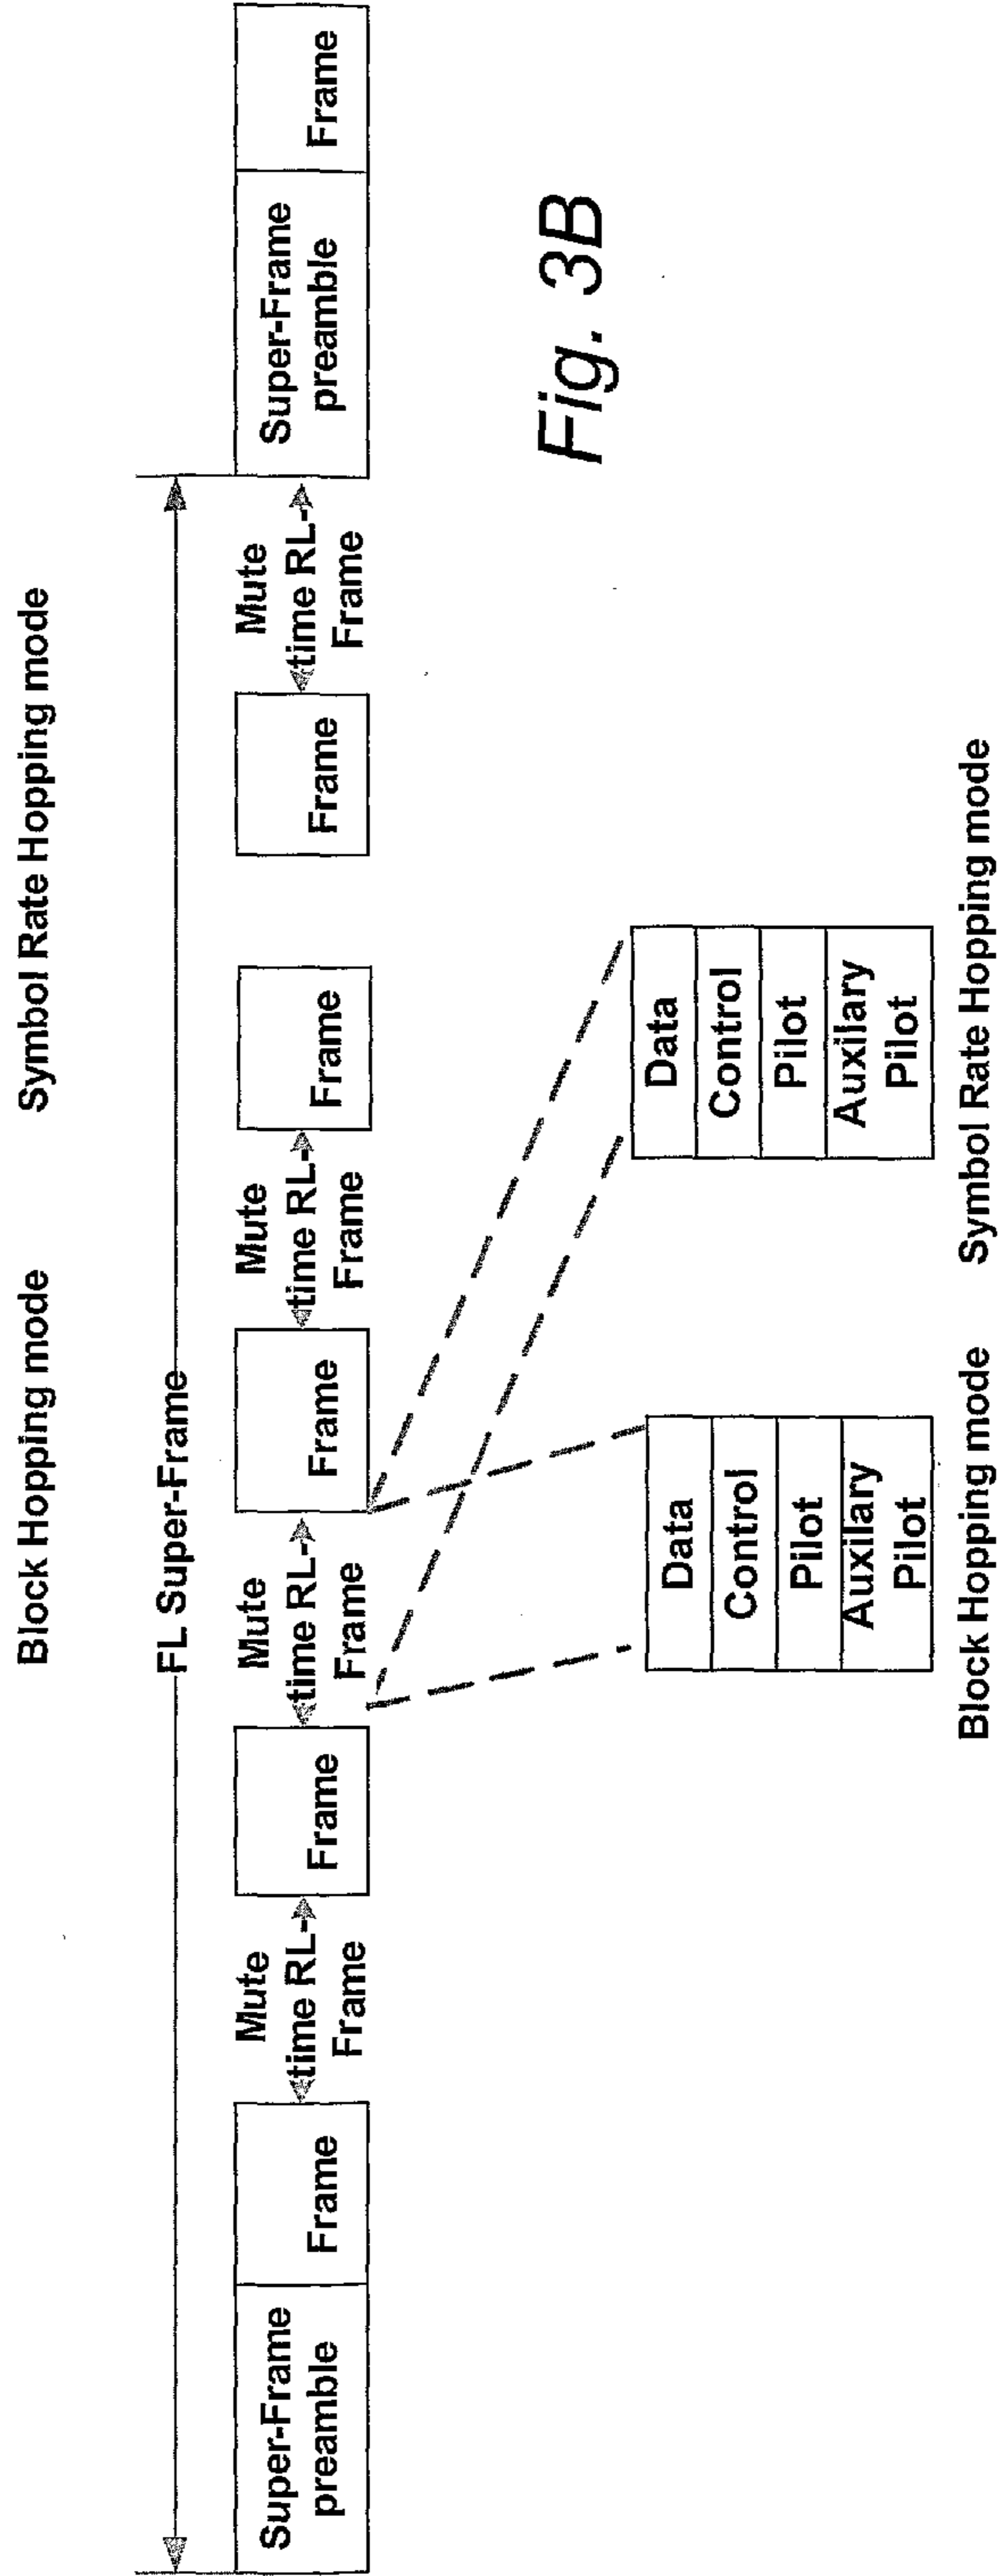 Block Hopping mode
Symbol Rate Hopping mode
FL Super-Frame
Super-Frame
preamble
Frame
Mute
time RL-
Frame
Frame
Mute
time RL-
Frame
Frame
Mute
time RL-
Frame
Frame
Frame
Mute
time RL-
Frame
Super-Frame
preamble
Frame
Data
Control
Pilot
Auxilary
Pilot
Block Hopping mode
Data
Control
Pilot
Auxilary
Pilot
Symbol Rate Hopping mode
Fig. 3B